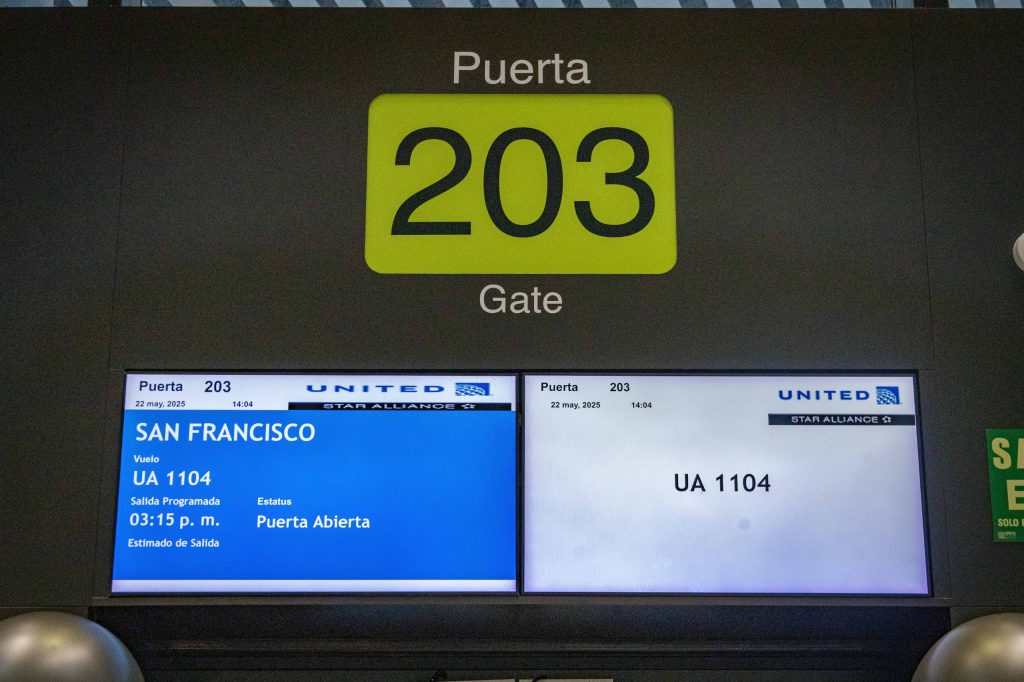 Puerta
203
Gate
Puerta 203 UNITED
22 may, 2025 14:04 STAR ALLIANCE
SAN FRANCISCO
Vuelo
UA 1104
Salida Programada Estatus
03:15 p. m. Puerta Abierta
Estimado de Salida
Puerta 203 UNITED
22 may, 2025 14:04 STAR ALLIANCE
UA 1104
SA
E
SOLO